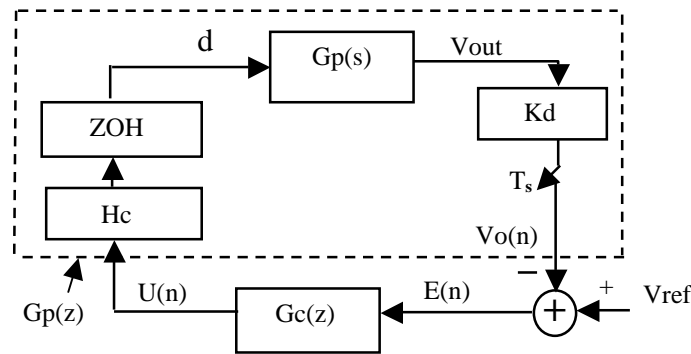 d
Gp(s)
Vout
ZOH
Kd
Ts
Hc
Vo(n)
−
+
Vref
U(n)
E(n)
Gp(z)
Gc(z)
+